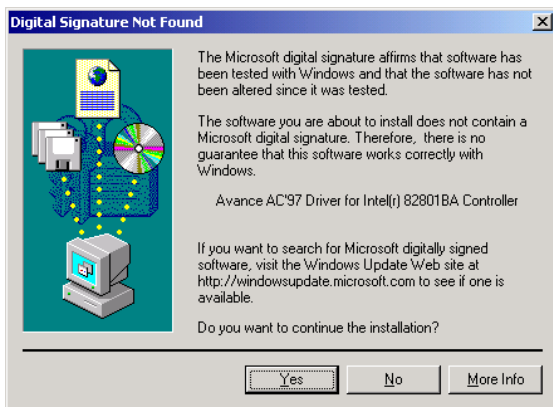 Digital Signature Not Found
The Microsoft digital signature affirms that software has
been tested with Windows and that the software has not
been altered since it was tested.
The software you are about to install does not contain a
Microsoft digital signature. Therefore,  there is no
guarantee that this software works correctly with
Windows.
Avance AC'97 Driver for Intel(r) 82801BA Controller
If you want to search for Microsoft digitally signed
software, visit the Windows Update Web site at
http://windowsupdate.microsoft.com to see if one is
available.
Do you want to continue the installation?
Yes
No
More Info